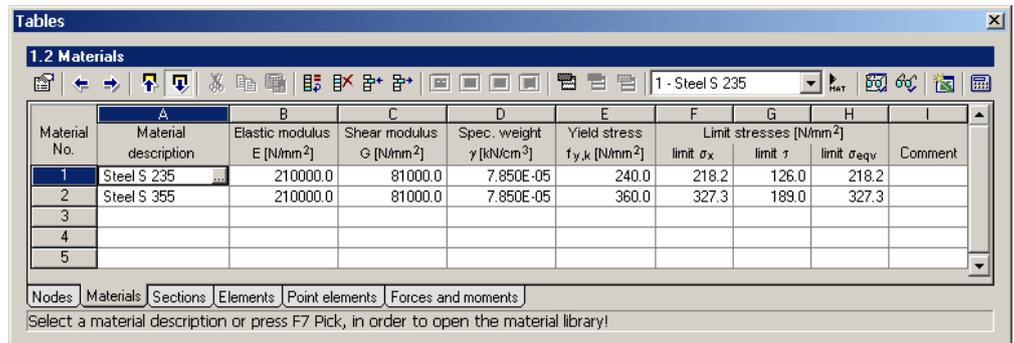 Tables
1.2 Materials
MAT
1 - Steel S 235
A B C D E F G H I
Material No. Material description Elastic modulus E [N/mm²] Shear modulus G [N/mm²] Spec. weight γ [kN/cm³] Yield stress fy,k [N/mm²] Limit stresses [N/mm²] limit σx limit τ limit σeqv Comment
1 Steel S 235 ... 210000.0 81000.0 7.850E-05 240.0 218.2 126.0 218.2
2 Steel S 355 210000.0 81000.0 7.850E-05 360.0 327.3 189.0 327.3
3
4
5
Nodes Materials Sections Elements Point elements Forces and moments
Select a material description or press F7 Pick, in order to open the material library!